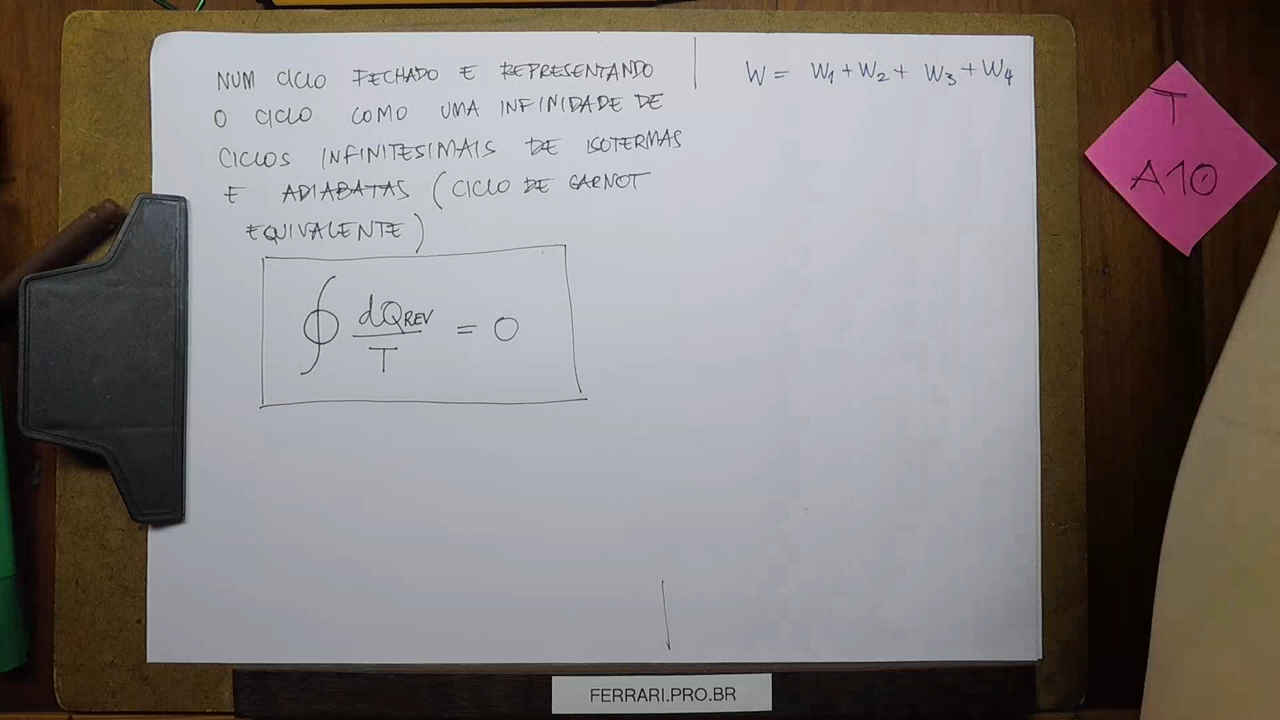 NUM CICLO FECHADO E REPRESENTANDO
O CICLO COMO UMA INFINIDADE DE
CICLOS INFINITESIMAIS DE ISOTERMAS
E ADIABATAS (CICLO DE CARNOT
EQUIVALENTE)
∮ dQREV/T = 0
W = W1 + W2 + W3 + W4
T
A10
FERRARI.PRO.BR